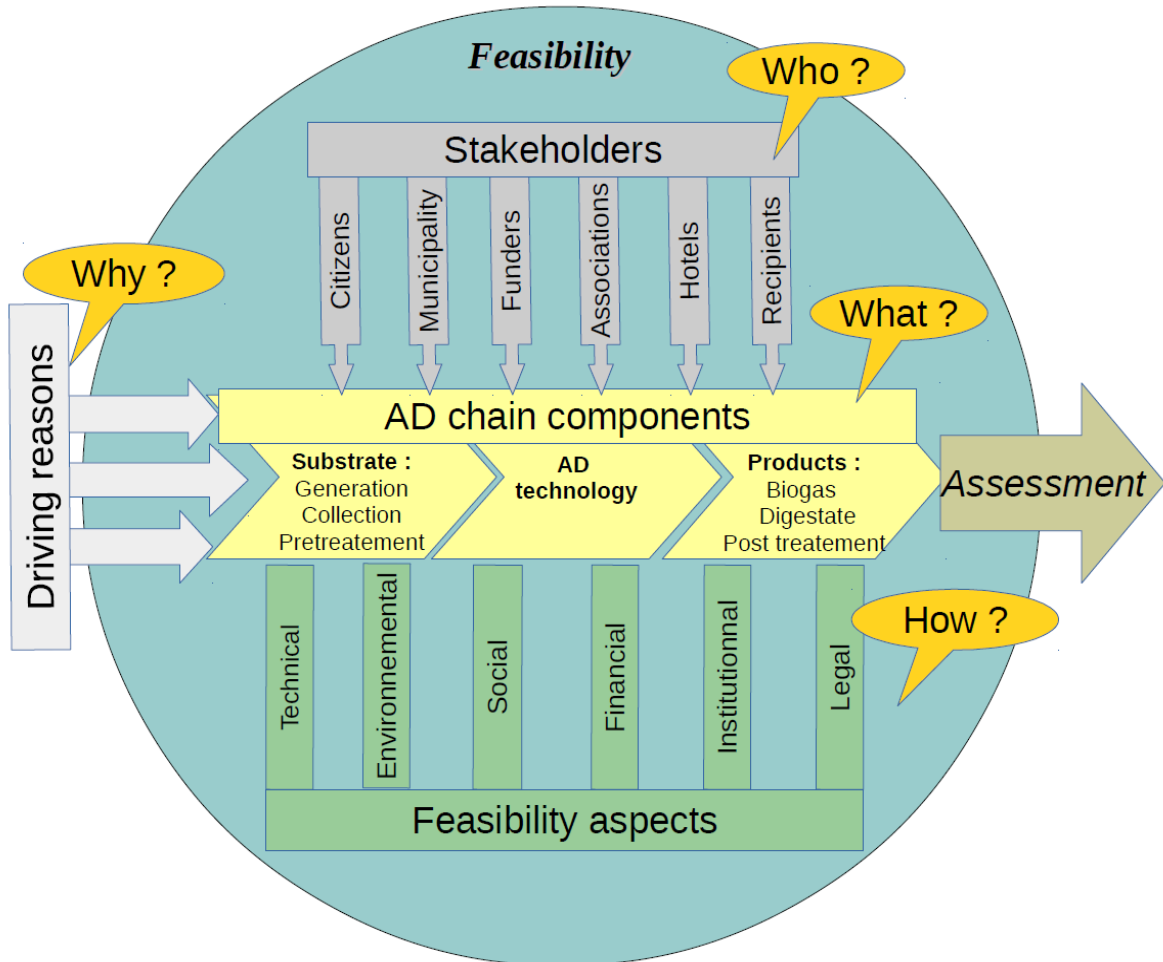 Feasibility
Who ?
Stakeholders
Citizens
Municipality
Funders
Associations
Hotels
Recipients
Why ?
Driving reasons
What ?
AD chain components
Substrate :
Generation
Collection
Pretreatement
AD
technology
Products :
Biogas
Digestate
Post treatement
Assessment
How ?
Technical
Environnemental
Social
Financial
Institutionnal
Legal
Feasibility aspects